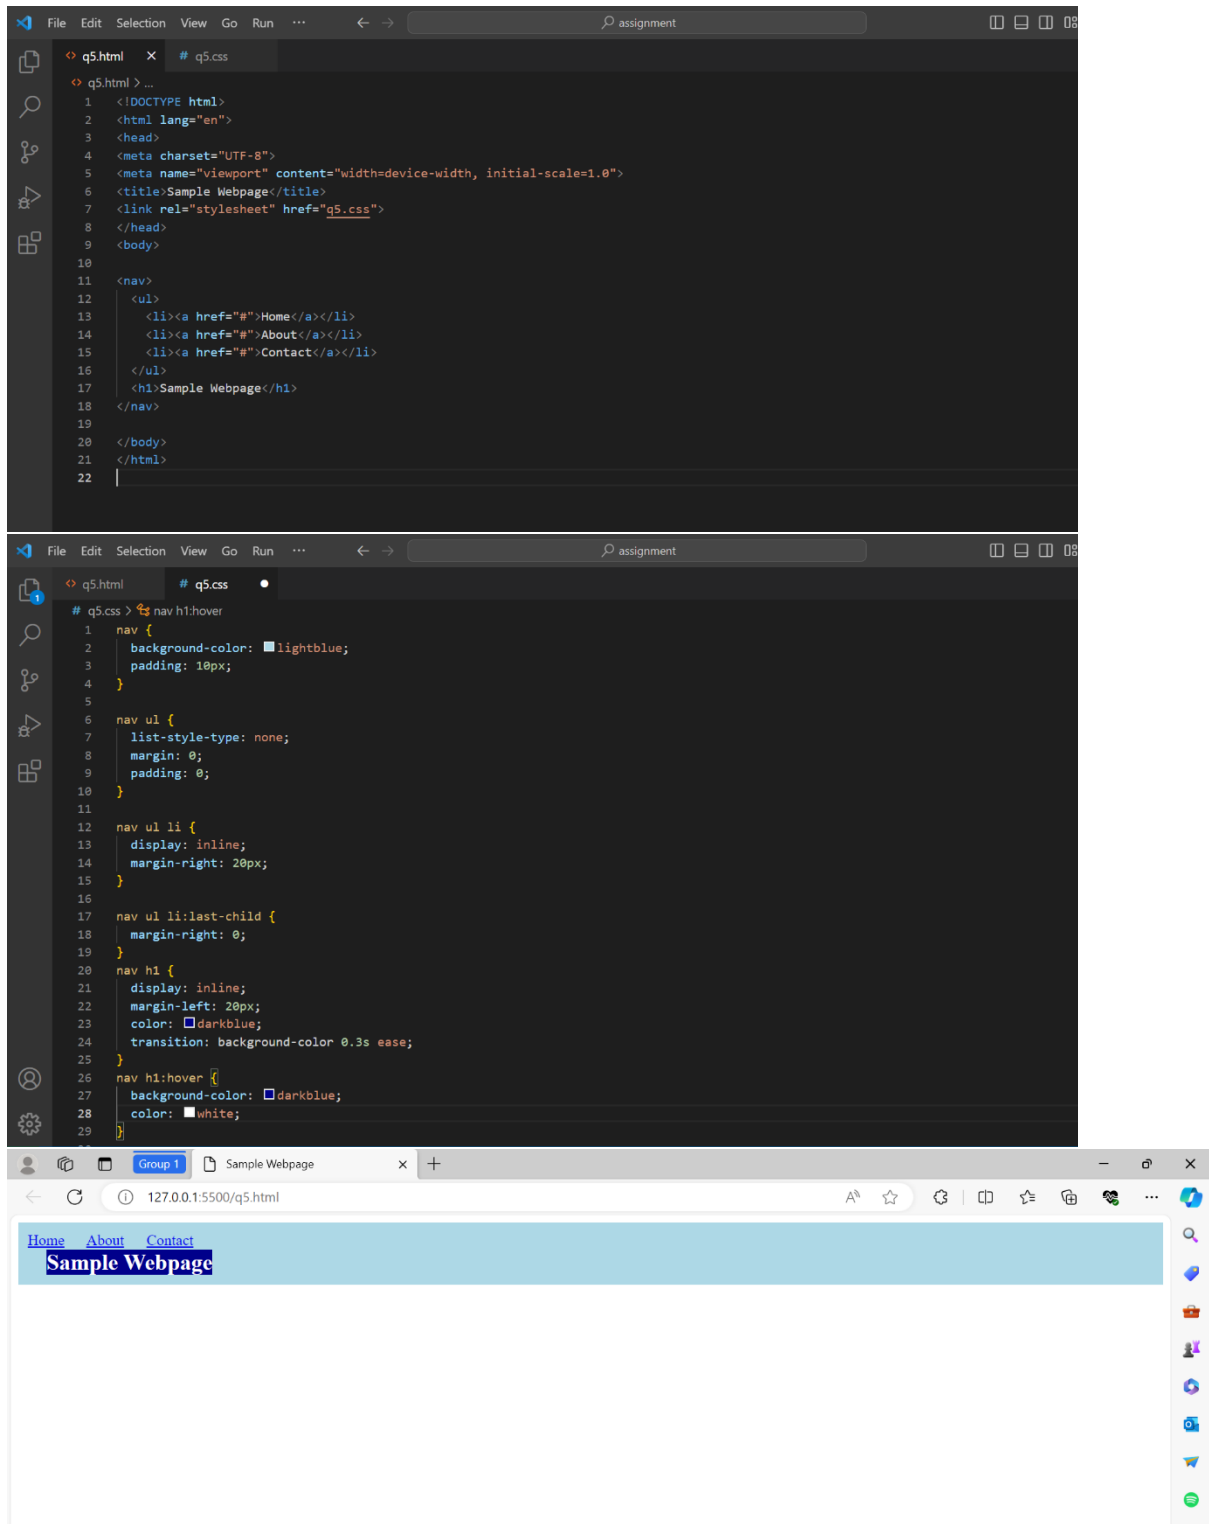 File Edit Selection View Go Run ··· ← → assignment
<> q5.html × # q5.css
<> q5.html > ...
1 <!DOCTYPE html>
2 <html lang="en">
3 <head>
4 <meta charset="UTF-8">
5 <meta name="viewport" content="width=device-width, initial-scale=1.0">
6 <title>Sample Webpage</title>
7 <link rel="stylesheet" href="q5.css">
8 </head>
9 <body>
10
11 <nav>
12 <ul>
13 <li><a href="#">Home</a></li>
14 <li><a href="#">About</a></li>
15 <li><a href="#">Contact</a></li>
16 </ul>
17 <h1>Sample Webpage</h1>
18 </nav>
19
20 </body>
21 </html>
22
File Edit Selection View Go Run ··· ← → assignment
<> q5.html # q5.css ●
1
# q5.css > nav h1:hover
1 nav {
2 background-color: lightblue;
3 padding: 10px;
4 }
5
6 nav ul {
7 list-style-type: none;
8 margin: 0;
9 padding: 0;
10 }
11
12 nav ul li {
13 display: inline;
14 margin-right: 20px;
15 }
16
17 nav ul li:last-child {
18 margin-right: 0;
19 }
20 nav h1 {
21 display: inline;
22 margin-left: 20px;
23 color: darkblue;
24 transition: background-color 0.3s ease;
25 }
26 nav h1:hover {
27 background-color: darkblue;
28 color: white;
29 }
Group 1 Sample Webpage × +
127.0.0.1:5500/q5.html
Home About Contact
Sample Webpage